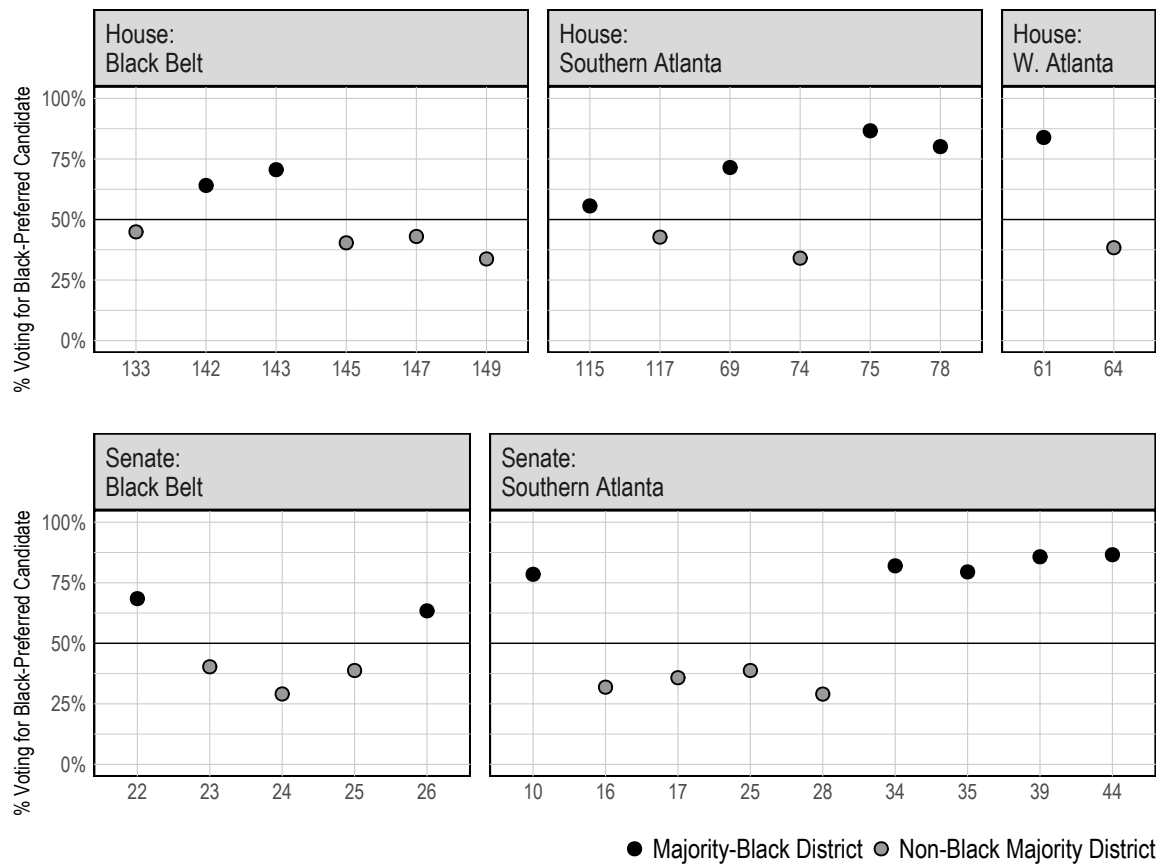 House:
Black Belt
House:
Southern Atlanta
House:
W. Atlanta
% Voting for Black-Preferred Candidate
100%
75%
50%
25%
0%
133 142 143 145 147 149
115 117 69 74 75 78
61 64
Senate:
Black Belt
Senate:
Southern Atlanta
% Voting for Black-Preferred Candidate
100%
75%
50%
25%
0%
22 23 24 25 26
10 16 17 25 28 34 35 39 44
Majority-Black District Non-Black Majority District